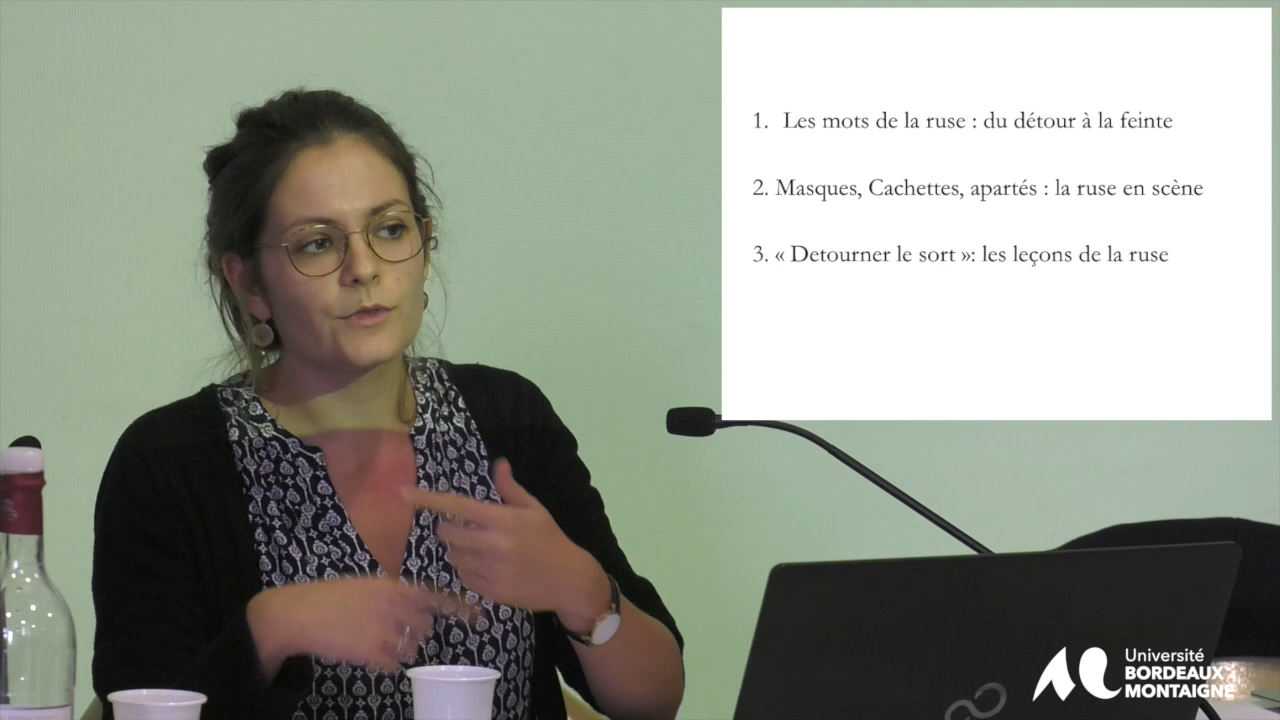 1. Les mots de la ruse : du détour à la feinte
2. Masques, Cachettes, apartés : la ruse en scène
3. « Detourner le sort »: les leçons de la ruse
Université
BORDEAUX
MONTAIGNE